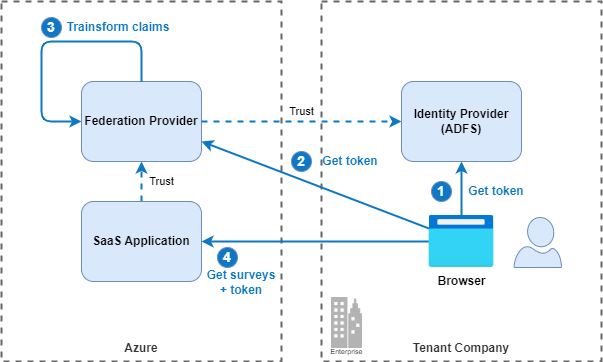 3 Trainsform claims
Federation Provider
Trust
Identity Provider
(ADFS)
2 Get token
1 Get token
Trust
SaaS Application
4
Get surveys
+ token
Browser
Enterprise
Azure
Tenant Company